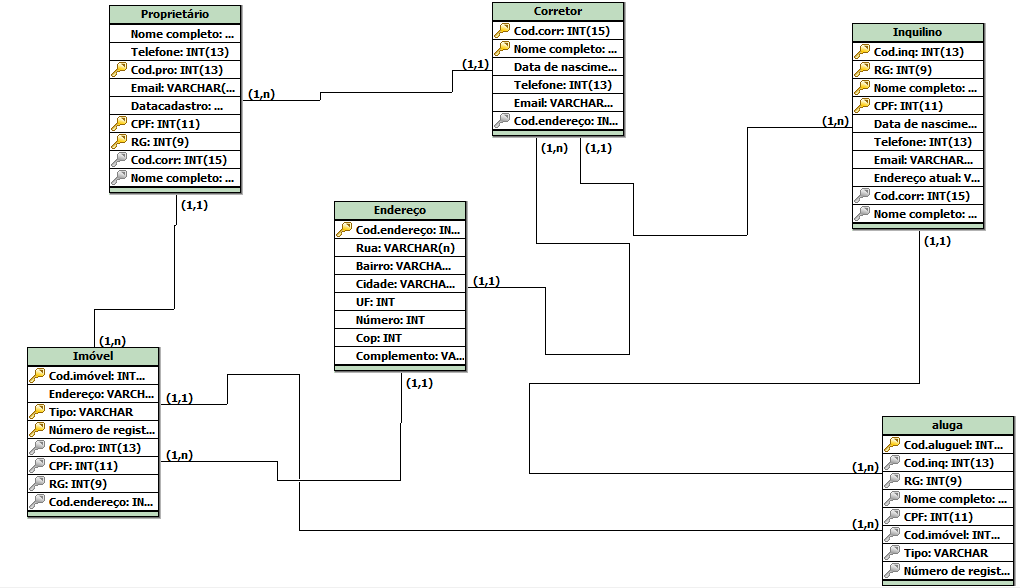 Proprietário
Nome completo: ...
Telefone: INT(13)
Cod.pro: INT(13)
Email: VARCHAR(...
Datacadastro: ...
CPF: INT(11)
RG: INT(9)
Cod.corr: INT(15)
Nome completo: ...
(1,n)
(1,1)
(1,1)
(1,n)
Corretor
Cod.corr: INT(15)
Nome completo: ...
Data de nascime...
Telefone: INT(13)
Email: VARCHAR...
Cod.endereço: IN...
(1,n)
(1,1)
(1,n)
Inquilino
Cod.inq: INT(13)
RG: INT(9)
Nome completo: ...
CPF: INT(11)
Data de nascime...
Telefone: INT(13)
Email: VARCHAR...
Endereço atual: V...
Cod.corr: INT(15)
Nome completo: ...
(1,1)
Endereço
Cod.endereço: IN...
Rua: VARCHAR(n)
Bairro: VARCHA...
Cidade: VARCHA...
UF: INT
Número: INT
Cop: INT
Complemento: VA...
(1,1)
(1,1)
Imóvel
Cod.imóvel: INT...
Endereço: VARCH...
Tipo: VARCHAR
Número de regist...
Cod.pro: INT(13)
CPF: INT(11)
RG: INT(9)
Cod.endereço: IN...
(1,1)
(1,n)
(1,n)
(1,n)
aluga
Cod.aluguel: INT...
Cod.inq: INT(13)
RG: INT(9)
Nome completo: ...
CPF: INT(11)
Cod.imóvel: INT...
Tipo: VARCHAR
Número de regist...